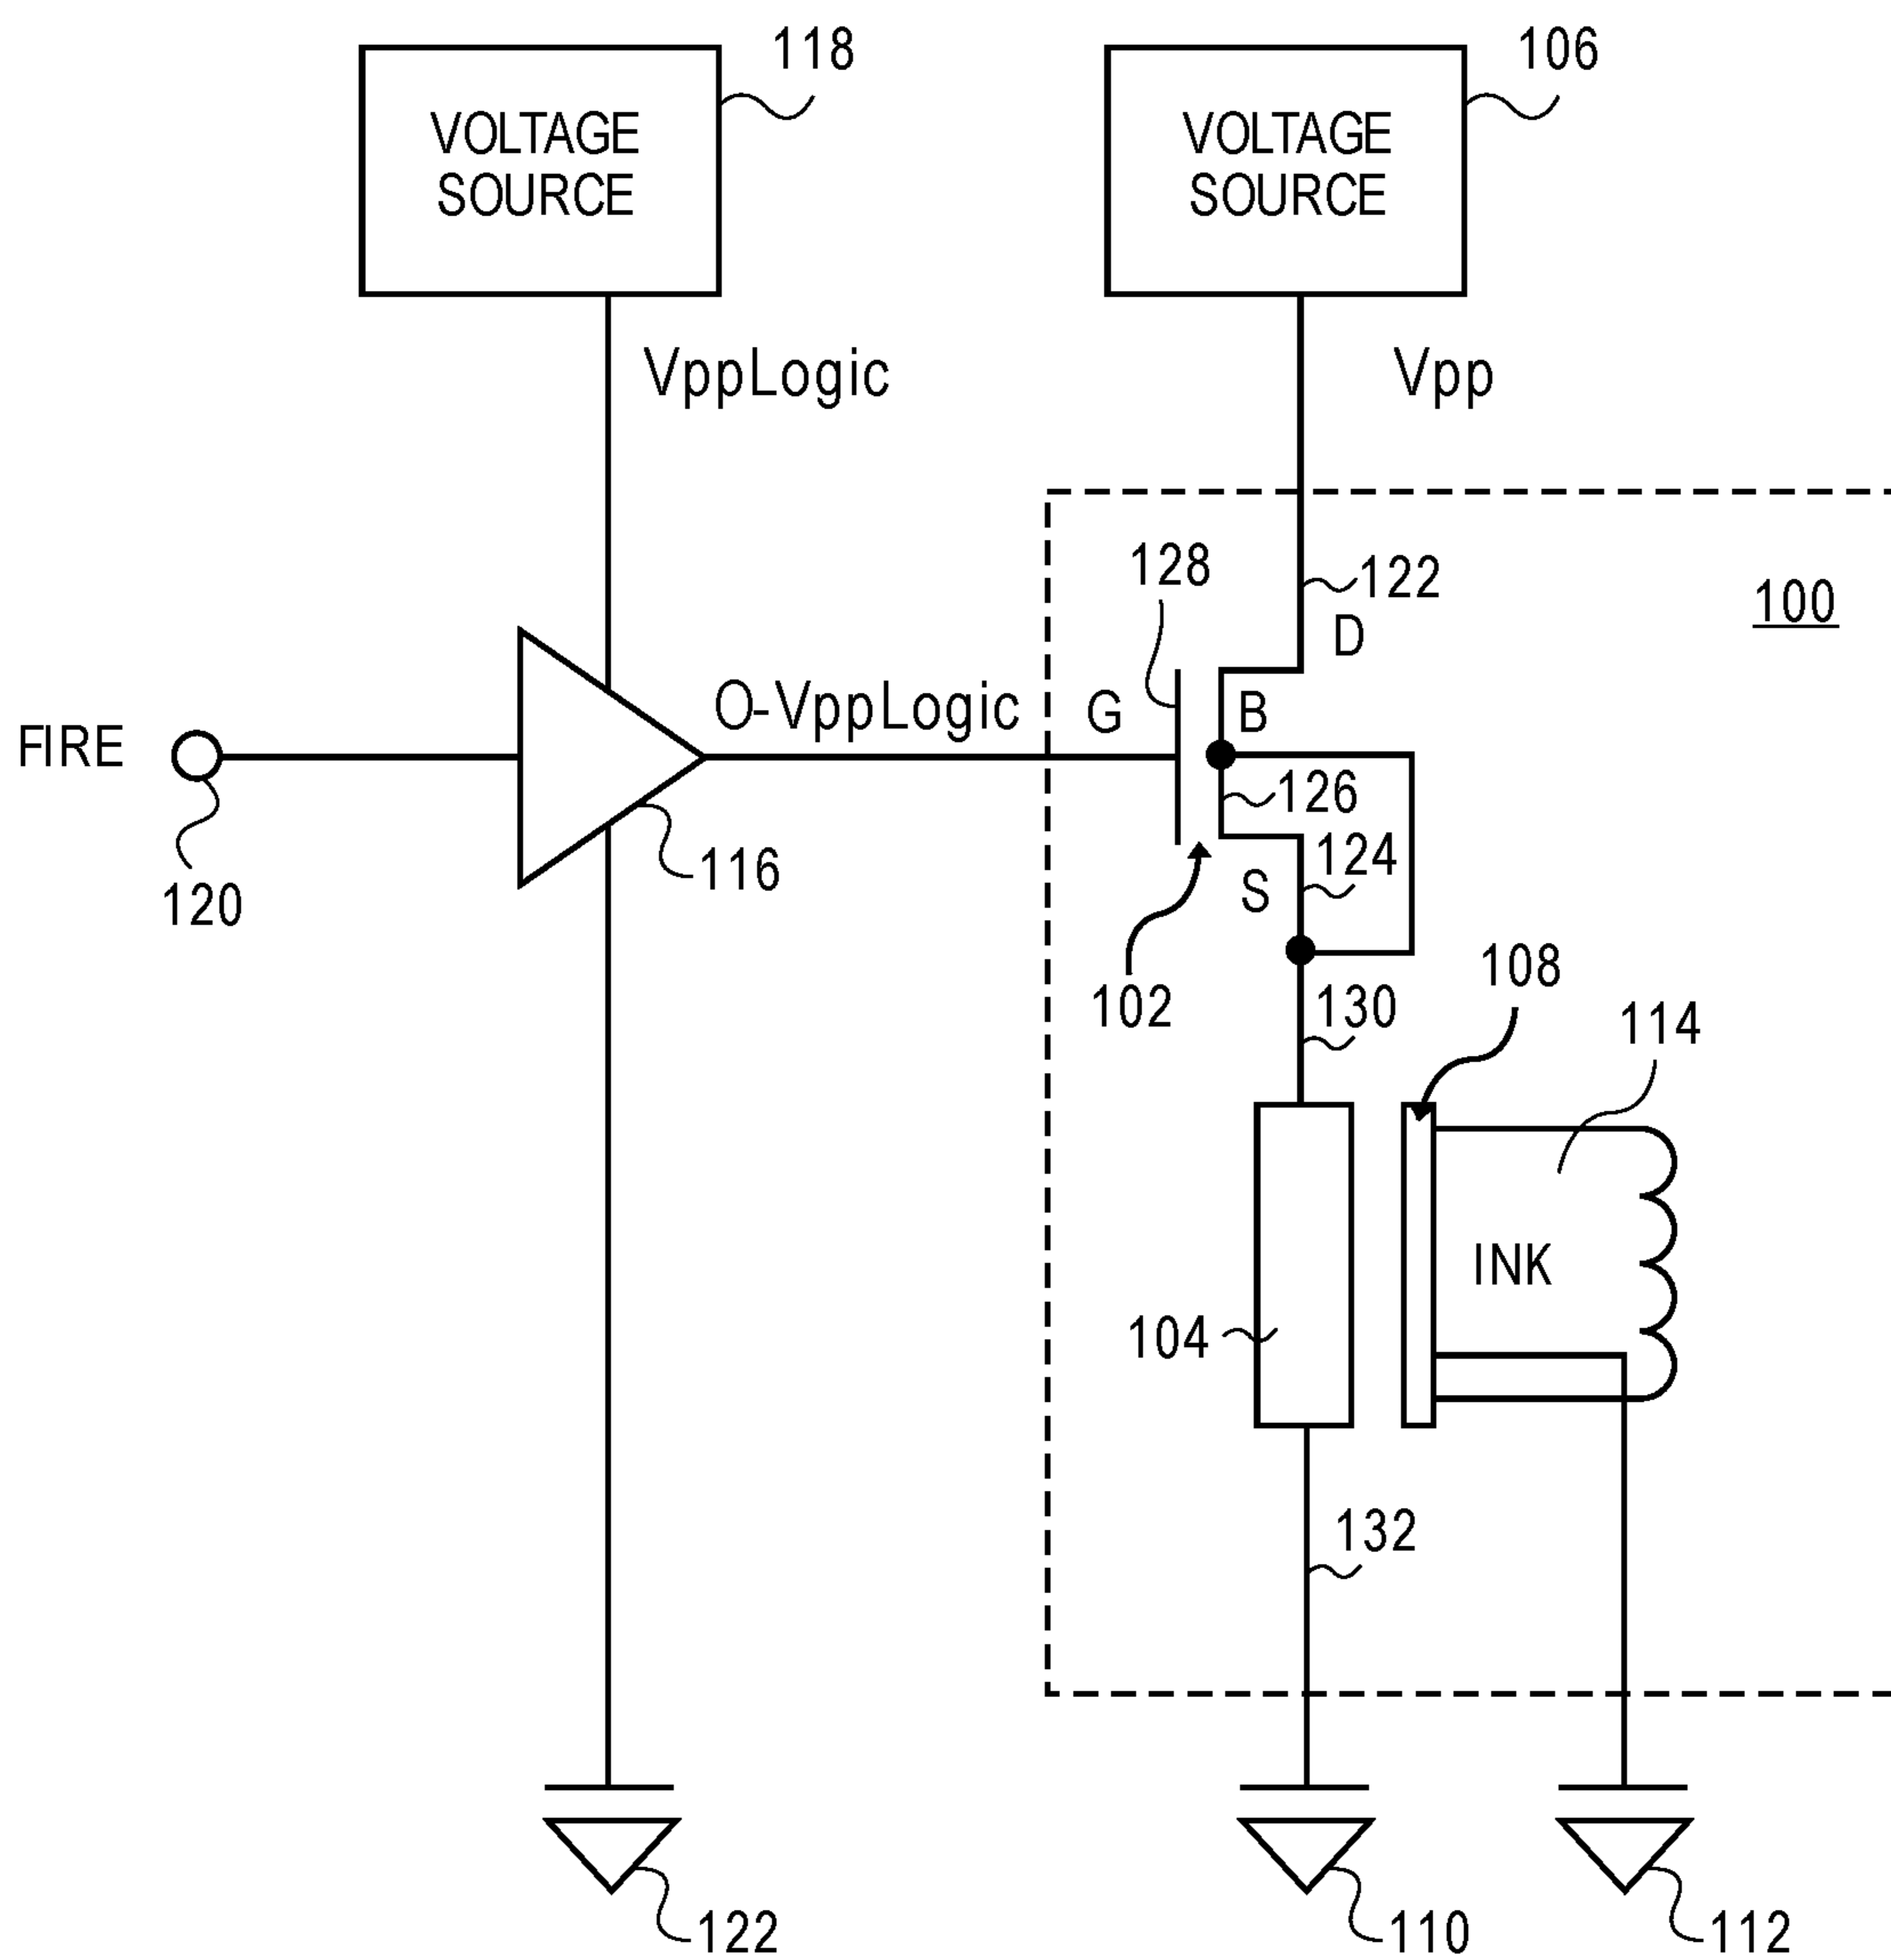 118
106
VOLTAGE
SOURCE
VOLTAGE
SOURCE
VppLogic
Vpp
128
122
100
D
FIRE
O-VppLogic
G
B
126
116
124
120
S
108
102
130
114
INK
104
132
122
110
112